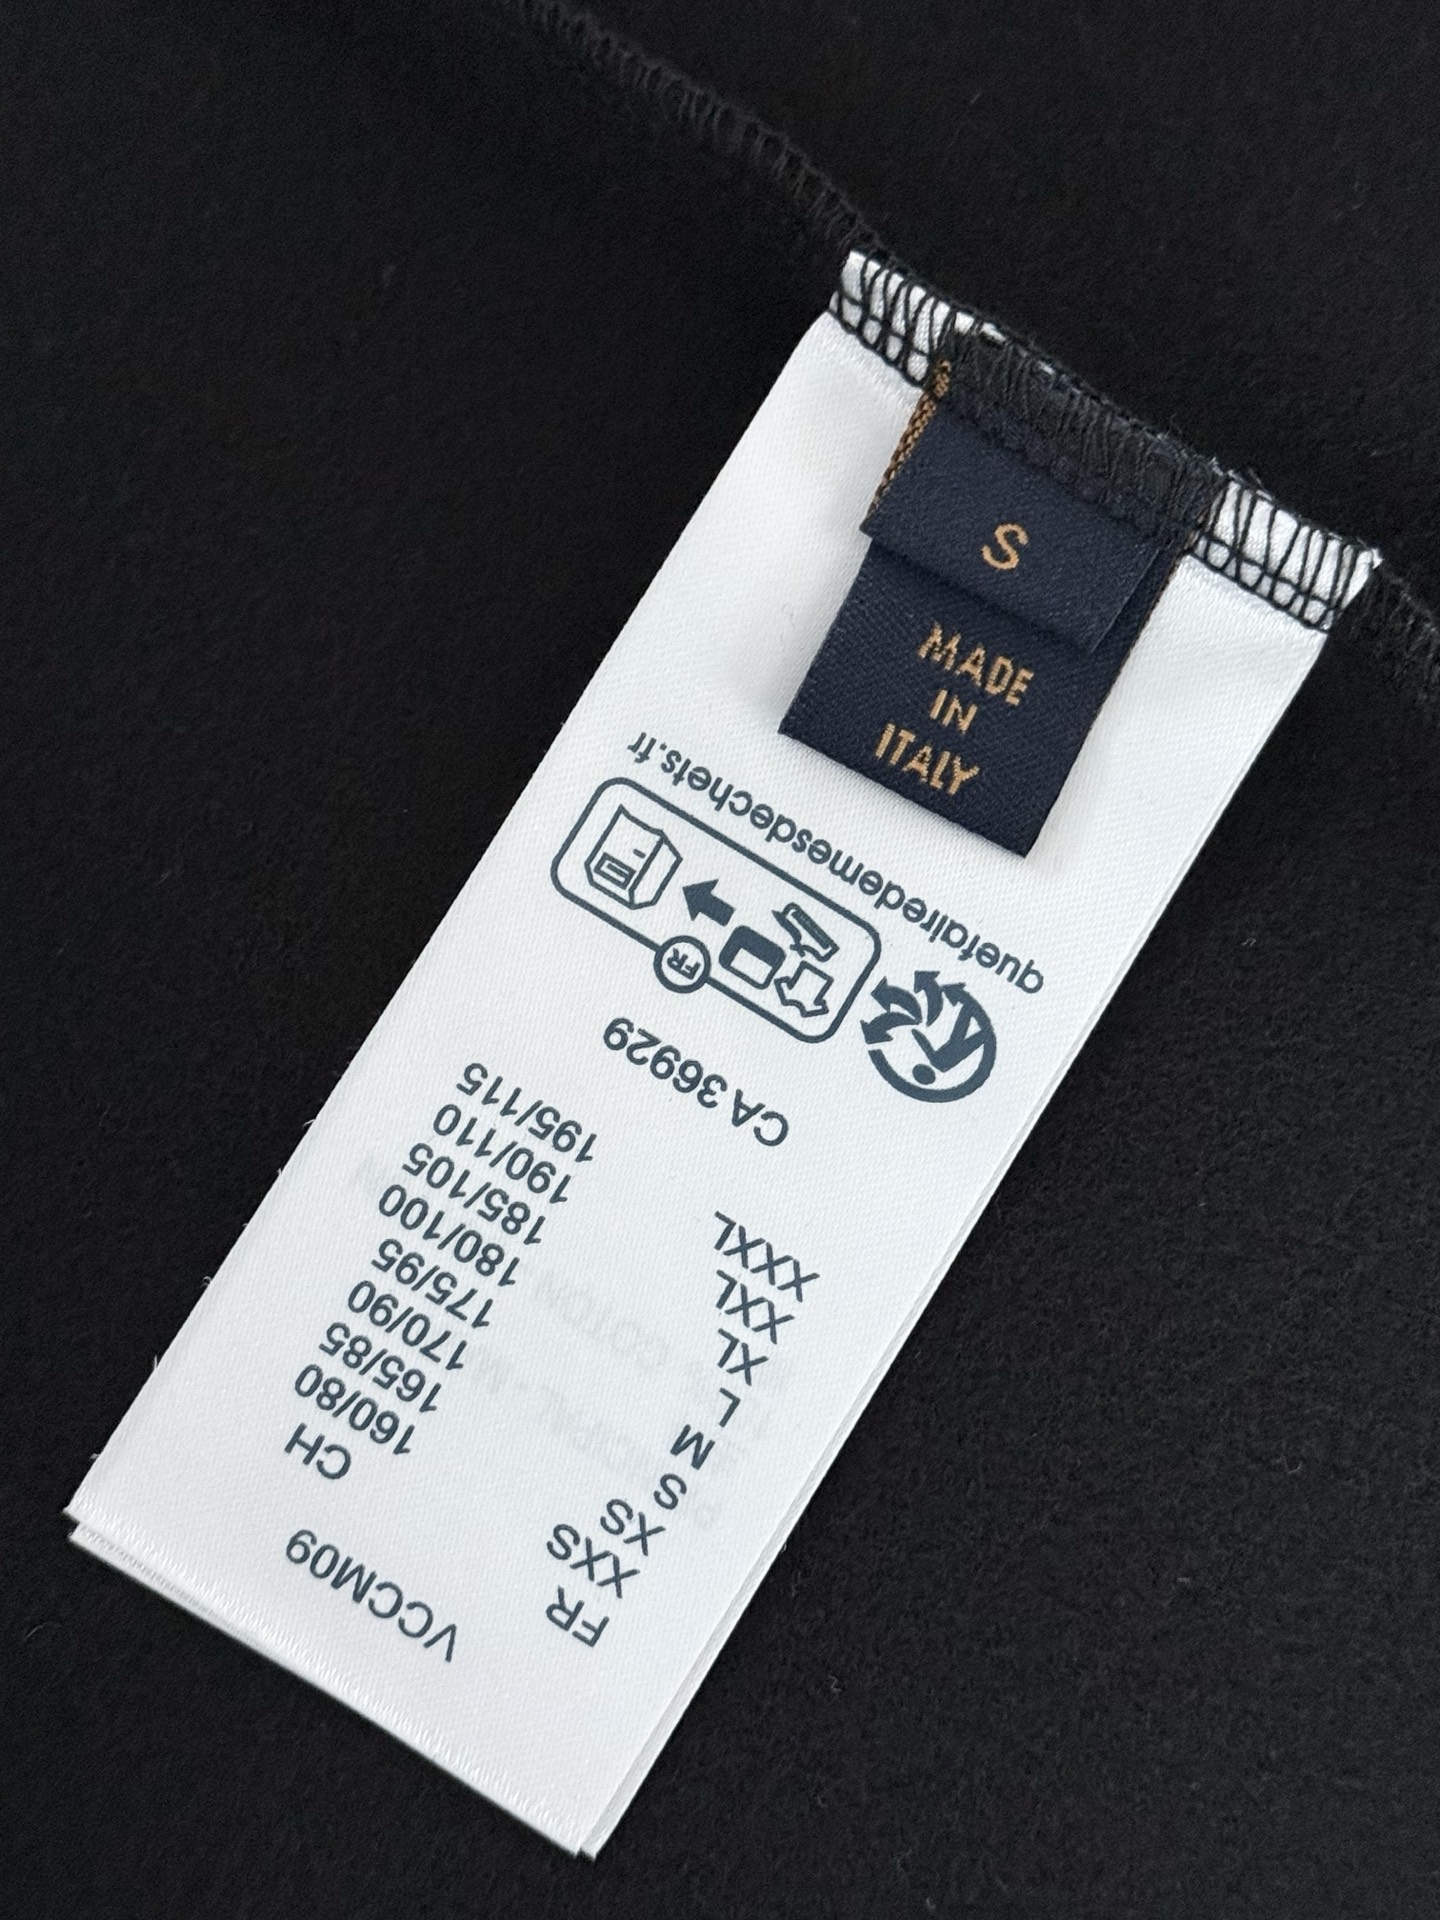 S
MADE
IN
ITALY
VCCM09
FR CH
XXS 160/80
XS 165/85
S 170/90
M 175/95
L 180/100
XL 185/105
XXL 190/110
XXXL 195/115
CA 36929
FR
quefairedemesdechets.fr